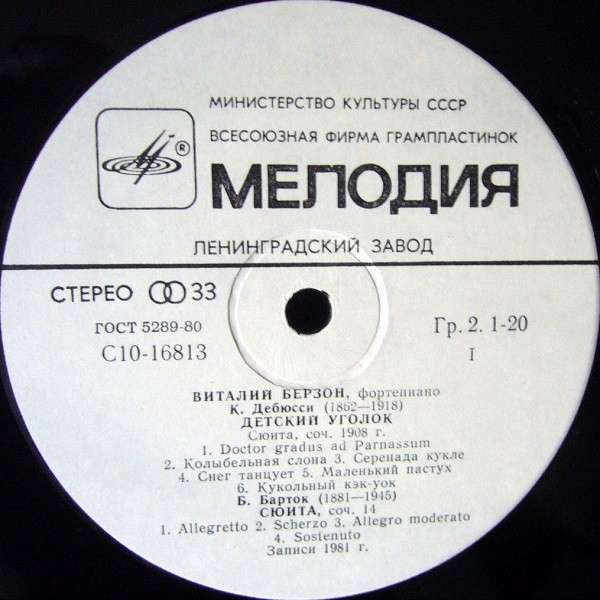 МИНИСТЕРСТВО КУЛЬТУРЫ СССР
ВСЕСОЮЗНАЯ ФИРМА ГРАМПЛАСТИНОК
®
МЕЛОДИЯ
ЛЕНИНГРАДСКИЙ ЗАВОД
СТЕРЕО 33
ГОСТ 5289-80
Гр. 2. 1-20
С10-16813
I
ВИТАЛИЙ БЕРЗОН, фортепиано
К. Дебюсси (1862—1918)
ДЕТСКИЙ УГОЛОК
Сюита, соч. 1908 г.
1. Doctor gradus ad Parnassum
2. Колыбельная слона 3. Серенада кукле
4. Снег танцует 5. Маленький пастух
6. Кукольный кэк-уок
Б. Барток (1881—1945)
СЮИТА, соч. 14
1. Allegretto 2. Scherzo 3. Allegro moderato
4. Sostenuto
Записи 1981 г.